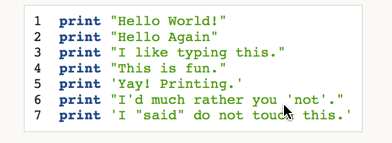 1 print "Hello World!"
2 print "Hello Again"
3 print "I like typing this."
4 print "This is fun."
5 print 'Yay! Printing.'
6 print "I'd much rather you 'not'."
7 print 'I "said" do not touch this.'